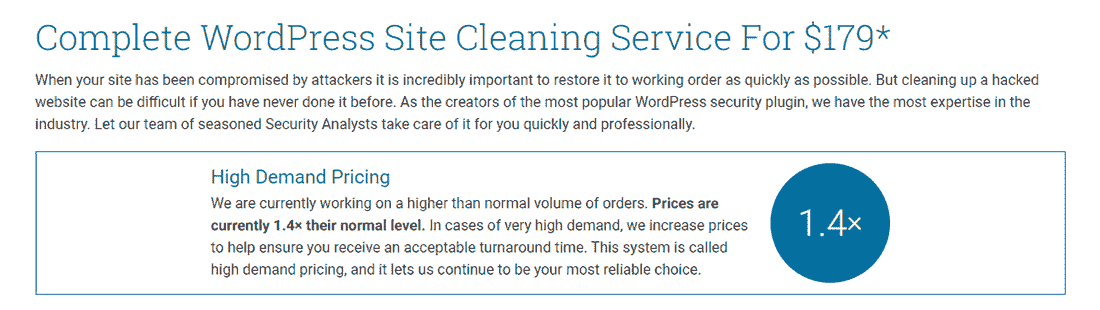 Complete WordPress Site Cleaning Service For $179*
When your site has been compromised by attackers it is incredibly important to restore it to working order as quickly as possible. But cleaning up a hacked
website can be difficult if you have never done it before. As the creators of the most popular WordPress security plugin, we have the most expertise in the
industry. Let our team of seasoned Security Analysts take care of it for you quickly and professionally.
High Demand Pricing
We are currently working on a higher than normal volume of orders. Prices are
currently 1.4× their normal level. In cases of very high demand, we increase prices
to help ensure you receive an acceptable turnaround time. This system is called
high demand pricing, and it lets us continue to be your most reliable choice.
1.4×